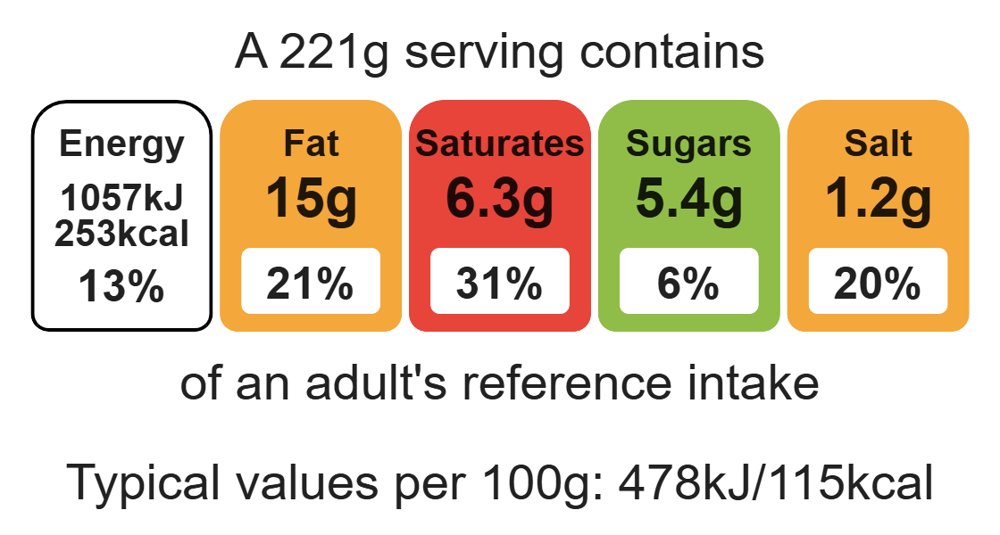 A 221g serving contains
Energy Fat Saturates Sugars Salt
1057kJ 15g 6.3g 5.4g 1.2g
253kcal
13% 21% 31% 6% 20%
of an adult's reference intake
Typical values per 100g: 478kJ/115kcal